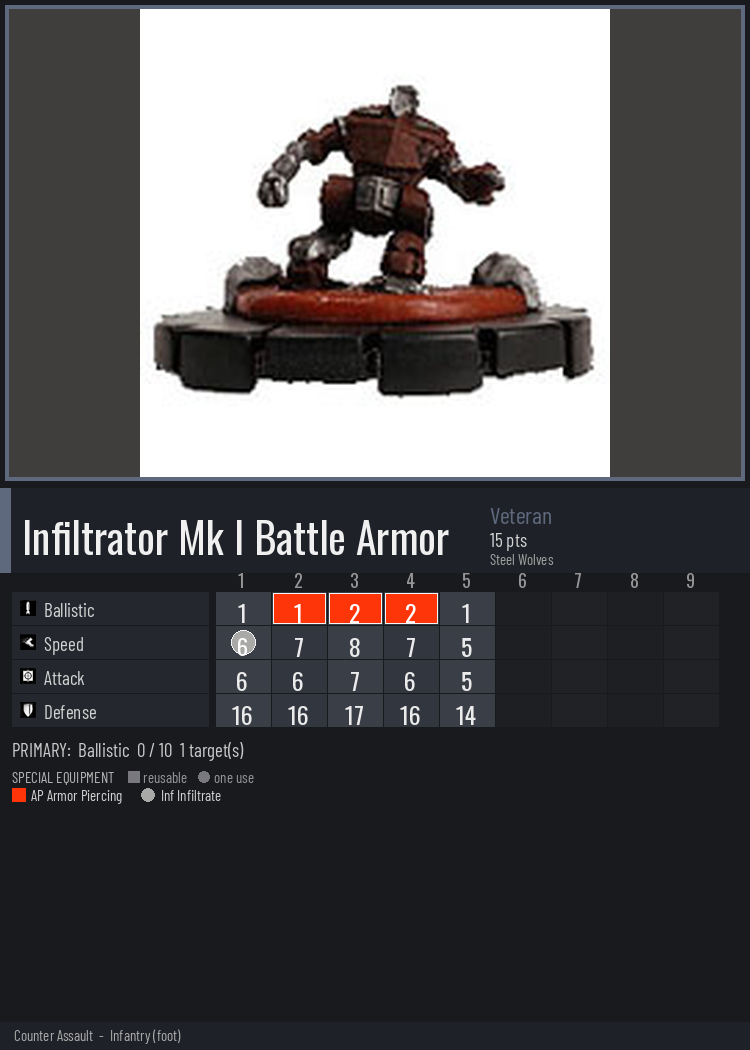 Infiltrator Mk I Battle Armor
Veteran
15 pts
Steel Wolves
1 2 3 4 5 6 7 8 9
Ballistic 1 1 2 2 1
Speed 6 7 8 7 5
Attack 6 6 7 6 5
Defense 16 16 17 16 14
PRIMARY: Ballistic 0 / 10 1 target(s)
SPECIAL EQUIPMENT reusable one use
AP Armor Piercing Inf Infiltrate
Counter Assault - Infantry (foot)